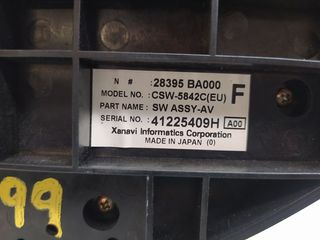 N #	: 28395 BA000
MODEL NO. : CSW-5842C(EU) F
PART NAME : SW ASSY-AV
SERIAL NO. : 41225409H A00
Xanavi Informatics Corporation
MADE IN JAPAN (0)
99